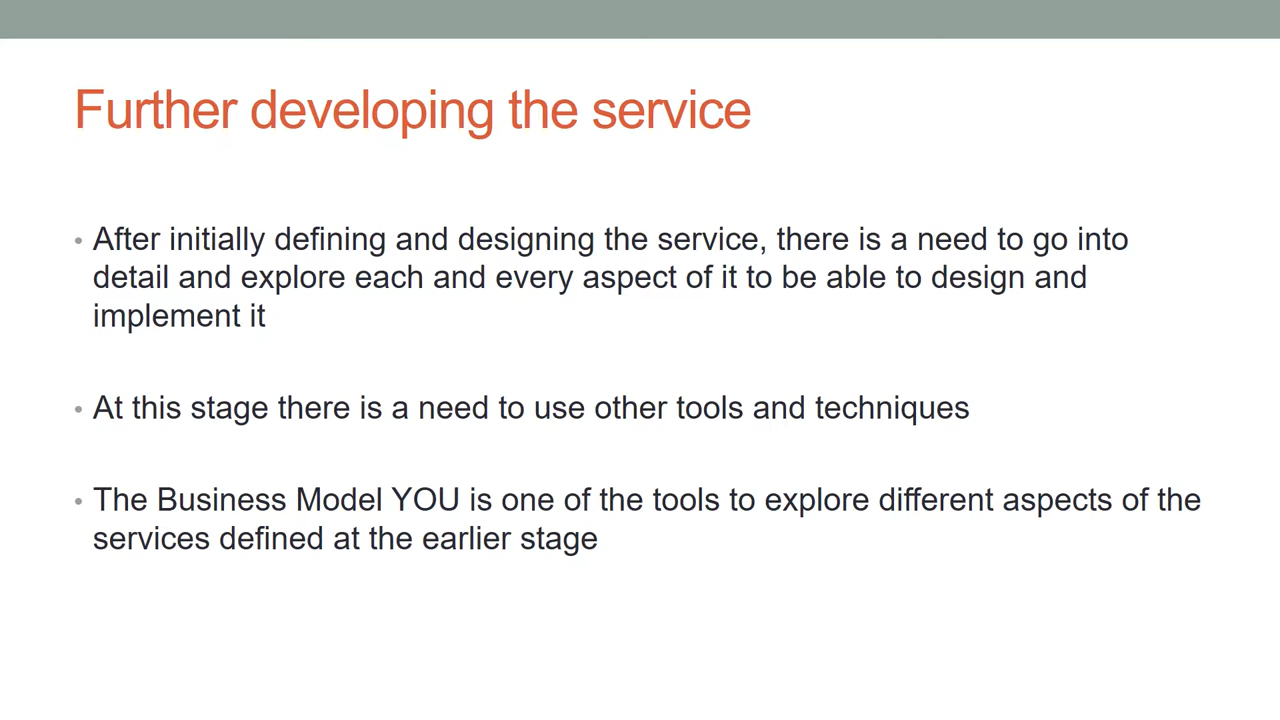 Further developing the service
• After initially defining and designing the service, there is a need to go into
detail and explore each and every aspect of it to be able to design and
implement it
• At this stage there is a need to use other tools and techniques
• The Business Model YOU is one of the tools to explore different aspects of the
services defined at the earlier stage